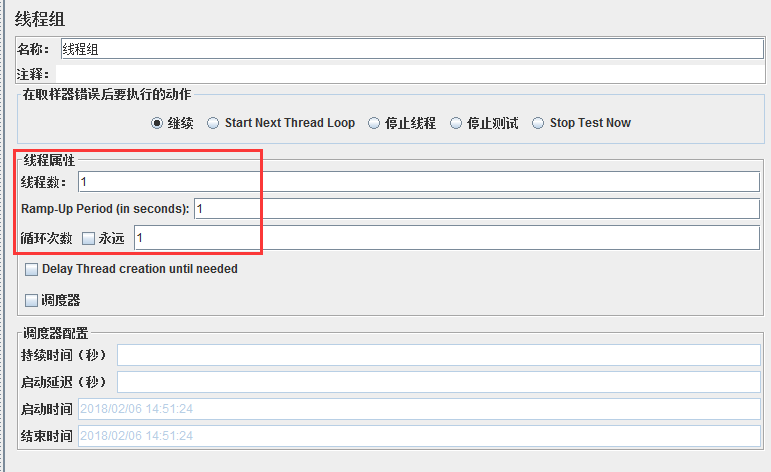 线程组
名称： 线程组
注释：
在取样器错误后要执行的动作
继续 Start Next Thread Loop 停止线程 停止测试 Stop Test Now
线程属性
线程数： 1
Ramp-Up Period (in seconds): 1
循环次数 永远 1
Delay Thread creation until needed
调度器
调度器配置
持续时间（秒）
启动延迟（秒）
启动时间 2018/02/06 14:51:24
结束时间 2018/02/06 14:51:24